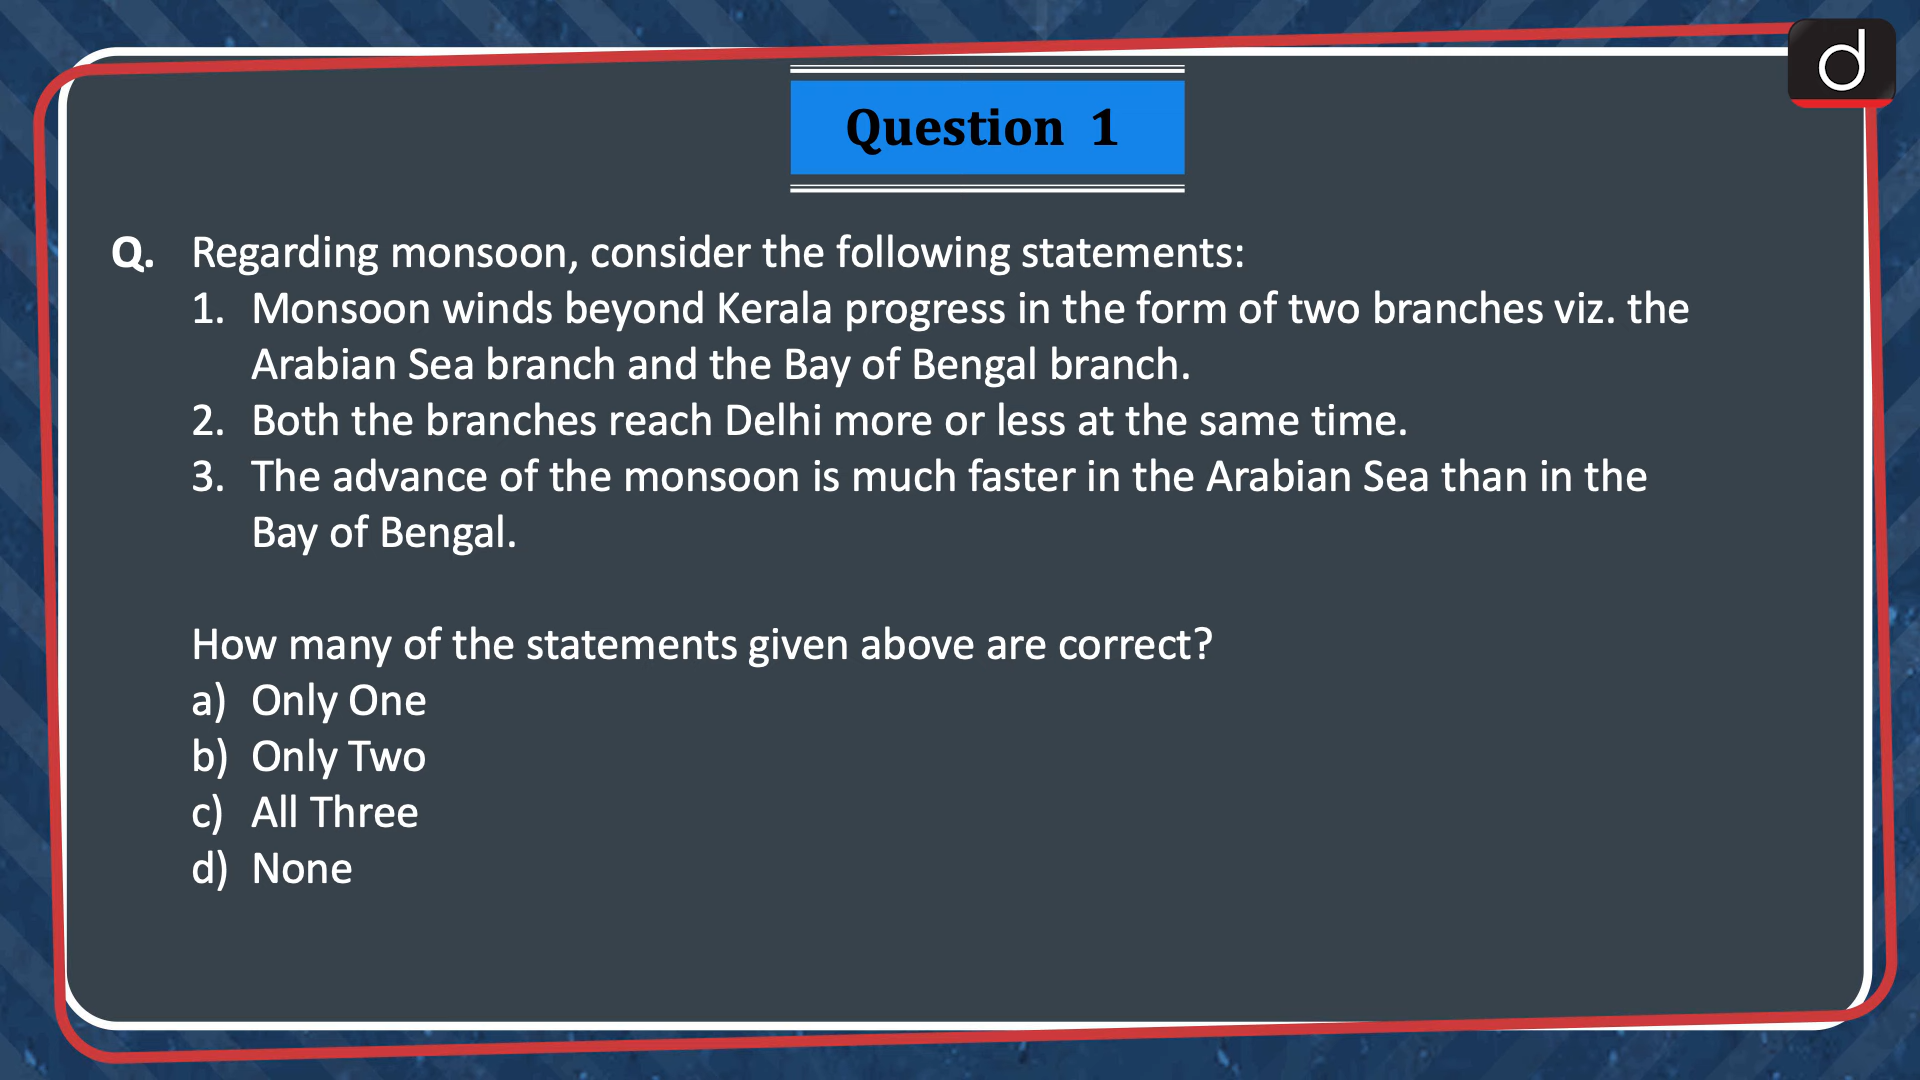 d
Question 1
Q. Regarding monsoon, consider the following statements:
1. Monsoon winds beyond Kerala progress in the form of two branches viz. the
Arabian Sea branch and the Bay of Bengal branch.
2. Both the branches reach Delhi more or less at the same time.
3. The advance of the monsoon is much faster in the Arabian Sea than in the
Bay of Bengal.
How many of the statements given above are correct?
a) Only One
b) Only Two
c) All Three
d) None